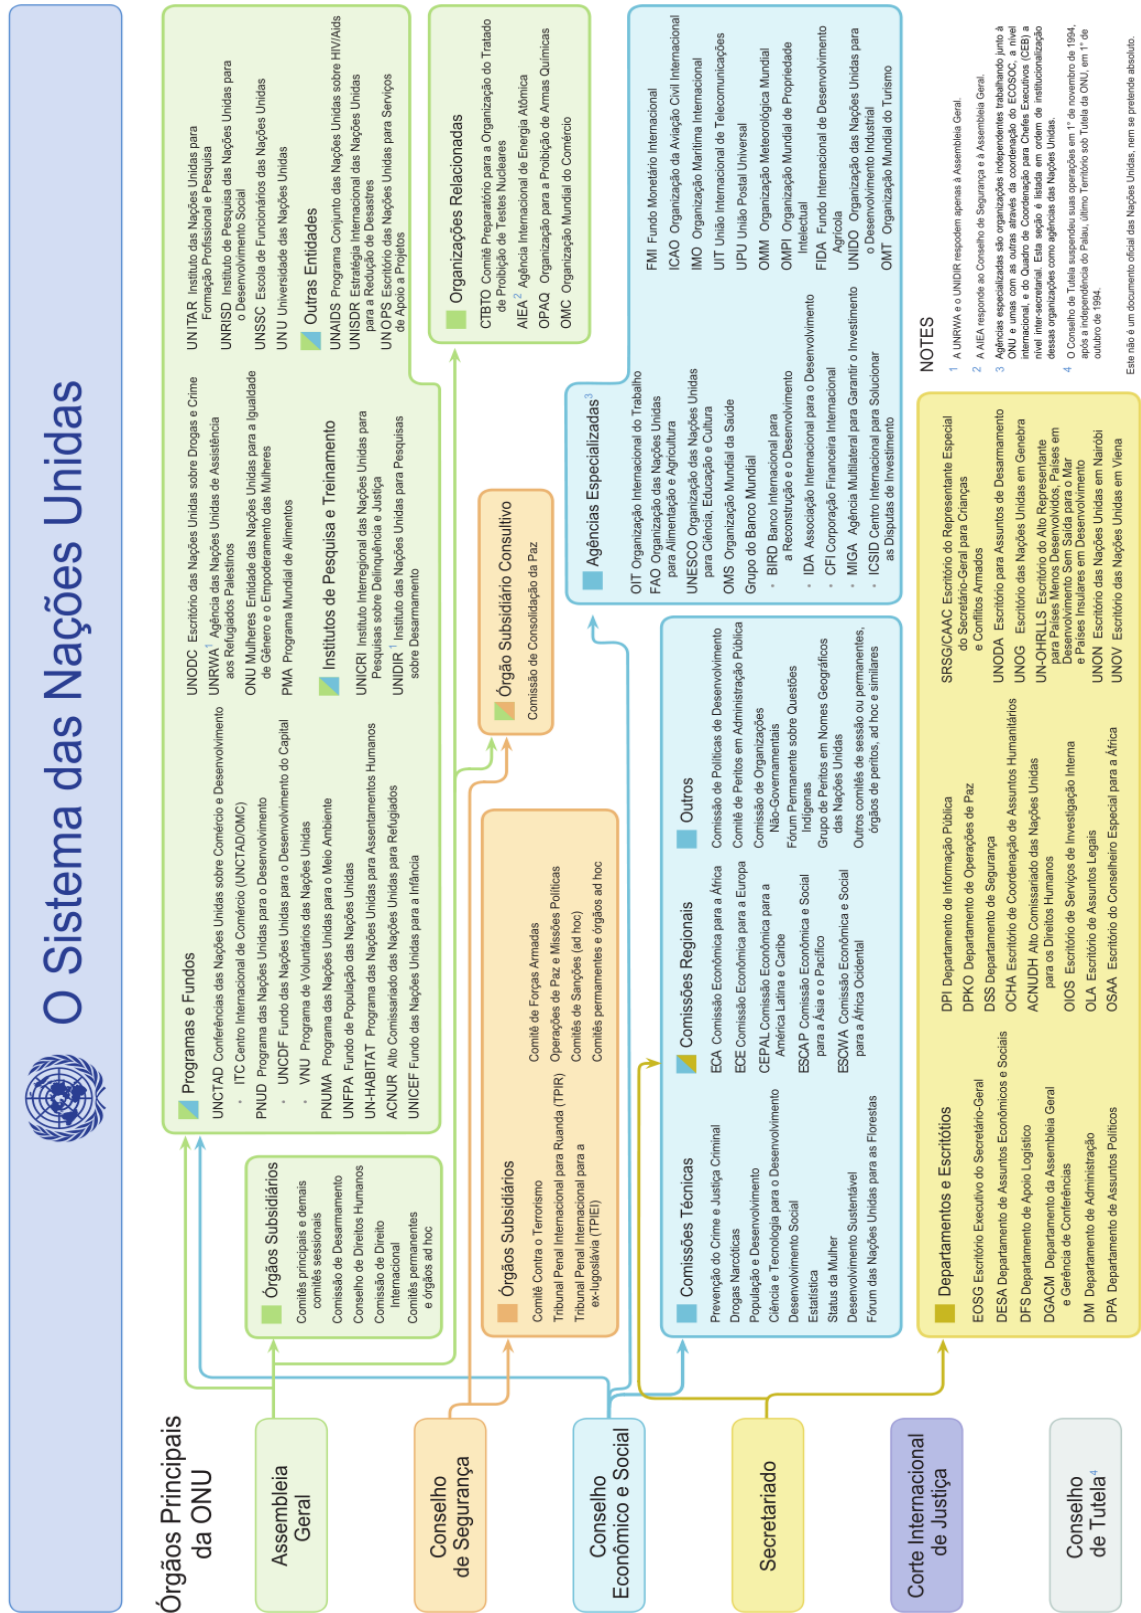 O Sistema das Nações Unidas
Órgãos Principais
da ONU
Assembleia
Geral
Conselho
de Segurança
Conselho
Econômico e Social
Secretariado
Corte Internacional
de Justiça
Conselho
de Tutela4
Órgãos Subsidiários
Comitês principais e demais
comitês sessionais
Comissão de Desarmamento
Conselho de Direitos Humanos
Comissão de Direito
Internacional
Comitês permanentes
e órgãos ad hoc
Programas e Fundos
UNCTAD Conferências das Nações Unidas sobre Comércio e Desenvolvimento
◦ ITC Centro Internacional de Comércio (UNCTAD/OMC)
PNUD Programa das Nações Unidas para o Desenvolvimento
◦ UNCDF Fundo das Nações Unidas para o Desenvolvimento do Capital
◦ VNU Programa de Voluntários das Nações Unidas
PNUMA Programa das Nações Unidas para o Meio Ambiente
UNFPA Fundo de População das Nações Unidas
UN-HABITAT Programa das Nações Unidas para Assentamentos Humanos
ACNUR Alto Comissariado das Nações Unidas para Refugiados
UNICEF Fundo das Nações Unidas para a Infância
UNODC Escritório das Nações Unidas sobre Drogas e Crime
UNRWA1 Agência das Nações Unidas de Assistência
aos Refugiados Palestinos
ONU Mulheres Entidade das Nações Unidas para a Igualdade
de Gênero e o Empoderamento das Mulheres
PMA Programa Mundial de Alimentos
Institutos de Pesquisa e Treinamento
UNICRI Instituto Interregional das Nações Unidas para
Pesquisas sobre Delinquência e Justiça
UNIDIR1 Instituto das Nações Unidas para Pesquisas
sobre Desarmamento
UNITAR Instituto das Nações Unidas para
Formação Profissional e Pesquisa
UNRISD Instituto de Pesquisa das Nações Unidas para
o Desenvolvimento Social
UNSSC Escola de Funcionários das Nações Unidas
UNU Universidade das Nações Unidas
Outras Entidades
UNAIDS Programa Conjunto das Nações Unidas sobre HIV/Aids
UNISDR Estratégia Internacional das Nações Unidas
para a Redução de Desastres
UNOPS Escritório das Nações Unidas para Serviços
de Apoio a Projetos
Órgãos Subsidiários
Comitê Contra o Terrorismo
Tribunal Penal Internacional para Ruanda (TPIR)
Tribunal Penal Internacional para a
ex-Iugoslávia (TPIEI)
Comitê de Forças Armadas
Operações de Paz e Missões Políticas
Comitês de Sanções (ad hoc)
Comitês permamentes e órgãos ad hoc
Órgão Subsidiário Consultivo
Comissão de Consolidação da Paz
Organizações Relacionadas
CTBTO Comitê Preparatório para a Organização do Tratado
de Proibição de Testes Nucleares
AIEA2 Agência Internacional de Energia Atômica
OPAQ Organização para a Proibição de Armas Químicas
OMC Organização Mundial do Comércio
Comissões Técnicas
Prevenção do Crime e Justiça Criminal
Drogas Narcóticas
População e Desenvolvimento
Ciência e Tecnologia para o Desenvolvimento
Desenvolvimento Social
Estatística
Status da Mulher
Desenvolvimento Sustentável
Fórum das Nações Unidas para as Florestas
Comissões Regionais
ECA Comissão Econômica para a África
ECE Comissão Econômica para a Europa
CEPAL Comissão Econômica para a
América Latina e Caribe
ESCAP Comissão Econômica e Social
para a Ásia e o Pacífico
ESCWA Comissão Econômica e Social
para a África Ocidental
Outros
Comissão de Políticas de Desenvolvimento
Comitê de Peritos em Administração Pública
Comissão de Organizações
Não-Governamentais
Fórum Permanente sobre Questões
Indígenas
Grupo de Peritos em Nomes Geográficos
das Nações Unidas
Outros comitês de sessão ou permanentes,
órgãos de peritos, ad hoc e similares
Agências Especializadas3
OIT Organização Internacional do Trabalho
FAO Organização das Nações Unidas
para Alimentação e Agricultura
UNESCO Organização das Nações Unidas
para Ciência, Educação e Cultura
OMS Organização Mundial da Saúde
Grupo do Banco Mundial
◦ BIRD Banco Internacional para
a Reconstrução e o Desenvolvimento
◦ IDA Associação Internacional para o Desenvolvimento
◦ CFI Corporação Financeira Internacional
◦ MIGA Agência Multilateral para Garantir o Investimento
◦ ICSID Centro Internacional para Solucionar
as Disputas de Investimento
FMI Fundo Monetário Internacional
ICAO Organização da Aviação Civil Internacional
IMO Organização Marítima Internacional
UIT União Internacional de Telecomunicações
UPU União Postal Universal
OMM Organização Meteorológica Mundial
OMPI Organização Mundial de Propriedade
Intelectual
FIDA Fundo Internacional de Desenvolvimento
Agrícola
UNIDO Organização das Nações Unidas para
o Desenvolvimento Industrial
OMT Organização Mundial do Turismo
Departamentos e Escritótios
EOSG Escritório Executivo do Secretário-Geral
DESA Departamento de Assuntos Econômicos e Sociais
DFS Departamento de Apoio Logístico
DGACM Departamento da Assembleia Geral
e Gerência de Conferências
DM Departamento de Administração
DPA Departamento de Assuntos Políticos
DPI Departamento de Informação Pública
DPKO Departamento de Operações de Paz
DSS Departamento de Segurança
OCHA Escritório de Coordenação de Assuntos Humanitários
ACNUDH Alto Comissariado das Nações Unidas
para os Direitos Humanos
OIOS Escritório de Serviços de Investigação Interna
OLA Escritório de Assuntos Legais
OSAA Escritório do Conselheiro Especial para a África
SRSG/CAAC Escritório do Representante Especial
do Secretário-Geral para Crianças
e Conflitos Armados
UNODA Escritório para Assuntos de Desarmamento
UNOG Escritório das Nações Unidas em Genebra
UN-OHRLLS Escritório do Alto Representante
para Países Menos Desenvolvidos, Países em
Desenvolvimento Sem Saída para o Mar
e Países Insulares em Desenvolvimento
UNON Escritório das Nações Unidas em Nairóbi
UNOV Escritório das Nações Unidas em Viena
NOTES
1 A UNRWA e o UNIDIR respodem apenas à Assembleia Geral.
2 A AIEA responde ao Conselho de Segurança e à Assembleia Geral.
3 Agências especializadas são organizações independentes trabalhando junto à
ONU e umas com as outras através da coordenação do ECOSOC, a nível
internacional, e do Quadro de Coordenação para Chefes Executivos (CEB) a
nível inter-secretarial. Esta seção é listada em ordem de institucionalização
dessas organizações como agências das Nações Unidas.
4 O Conselho de Tutela suspendeu suas operações em 1° de novembro de 1994,
após a independência do Palau, último Território sob Tutela da ONU, em 1° de
outubro de 1994.
Este não é um documento oficial das Nações Unidas, nem se pretende absoluto.